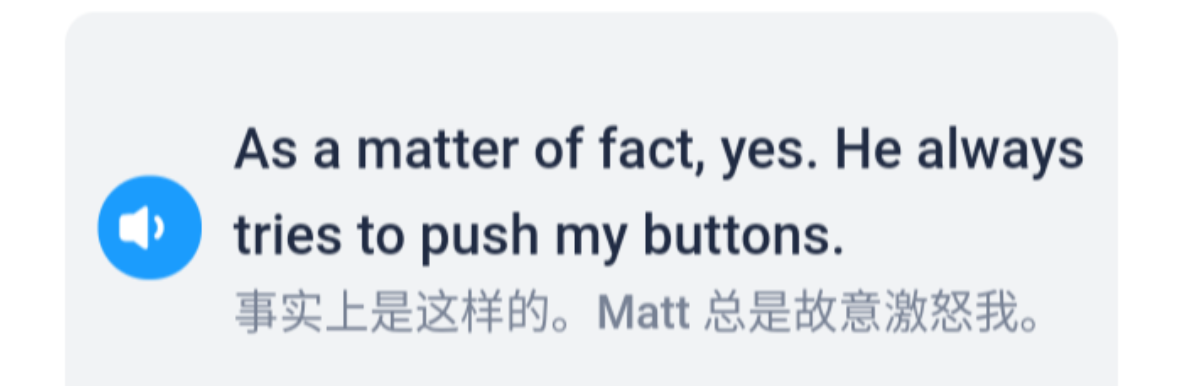 As a matter of fact, yes. He always
tries to push my buttons.
事实上是这样的。Matt 总是故意激怒我。